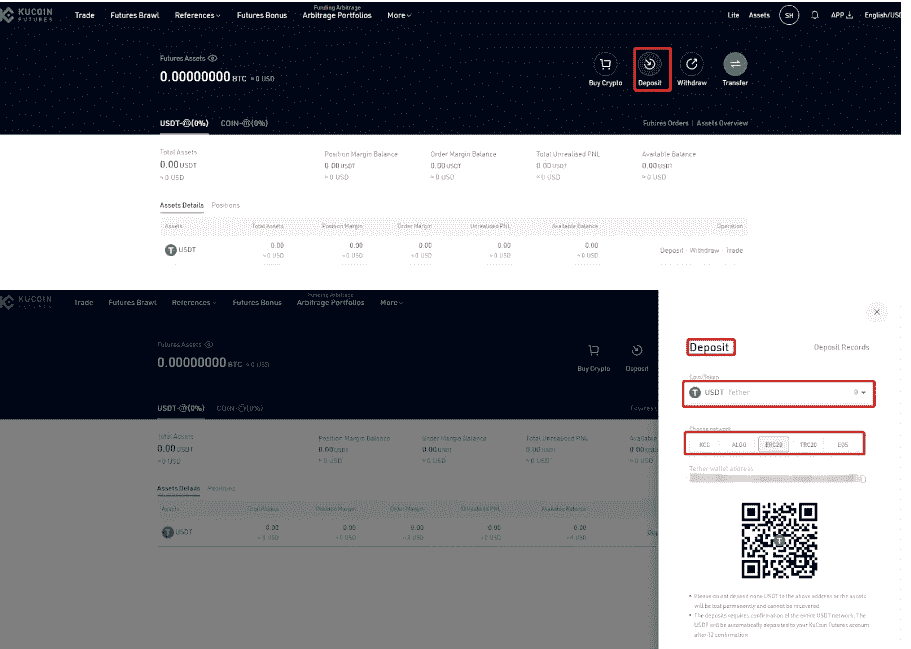 KUCOIN
FUTURES
Trade
Futures Brawl
References
Futures Bonus
Funding Arbitrage
Arbitrage Portfolios
More
Lite
Assets
SH
APP
English/USD
Futures Assets
0.00000000 BTC ≈0 USD
Buy Crypto
Deposit
Withdraw
Transfer
USDT-Ⓜ(0%)
COIN-Ⓜ(0%)
Futures Orders | Assets Overview
Total Assets
0.00 USDT
≈0 USD
Position Margin Balance
0.00 USDT
≈0 USD
Order Margin Balance
0.00 USDT
≈0 USD
Total Unrealised PNL
0.00 USDT
≈0 USD
Available Balance
0.00 USDT
≈0 USD
Assets Details
Positions
Assets
Total Assets
Position Margin
Order Margin
Unrealised PNL
Available Balance
Operation
USDT
0.00
≈0 USD
0.00
≈0 USD
0.00
≈0 USD
0.00
≈0 USD
0.00
≈0 USD
Deposit · Withdraw · Trade
KUCOIN
Trade
Futures Brawl
References
Futures Bonus
Funding Arbitrage
Arbitrage Portfolios
More
Futures Assets
0.00000000 BTC ≈0 USD
Buy Crypto
Deposit
USDT-Ⓜ(0%)
COIN-Ⓜ(0%)
Total Assets
0.00 USDT
≈0 USD
Position Margin Balance
0.00 USDT
≈0 USD
Order Margin Balance
0.00 USDT
≈0 USD
Total Unrealised PNL
0.00 USDT
≈0 USD
Available
0.00 USDT
≈0 USD
Assets Details
Positions
Assets
Total Assets
Position Margin
Order Margin
Unrealised PNL
Available Balance
USDT
0.00
≈0 USD
0.00
≈0 USD
0.00
≈0 USD
0.00
≈0 USD
0.00
≈0 USD
Deposit
Deposit Records
Coin/Token
USDT Tether
Choose network
KCC
ALGO
ERC20
TRC20
EOS
Tether wallet address
Please do not deposit none USDT to the above address or the assets
will be lost permanently and cannot be recovered
The deposits requires confirmation of the entire USDT network. The
USDT will be automatically deposited to your KuCoin Futures account
after 12 confirmation